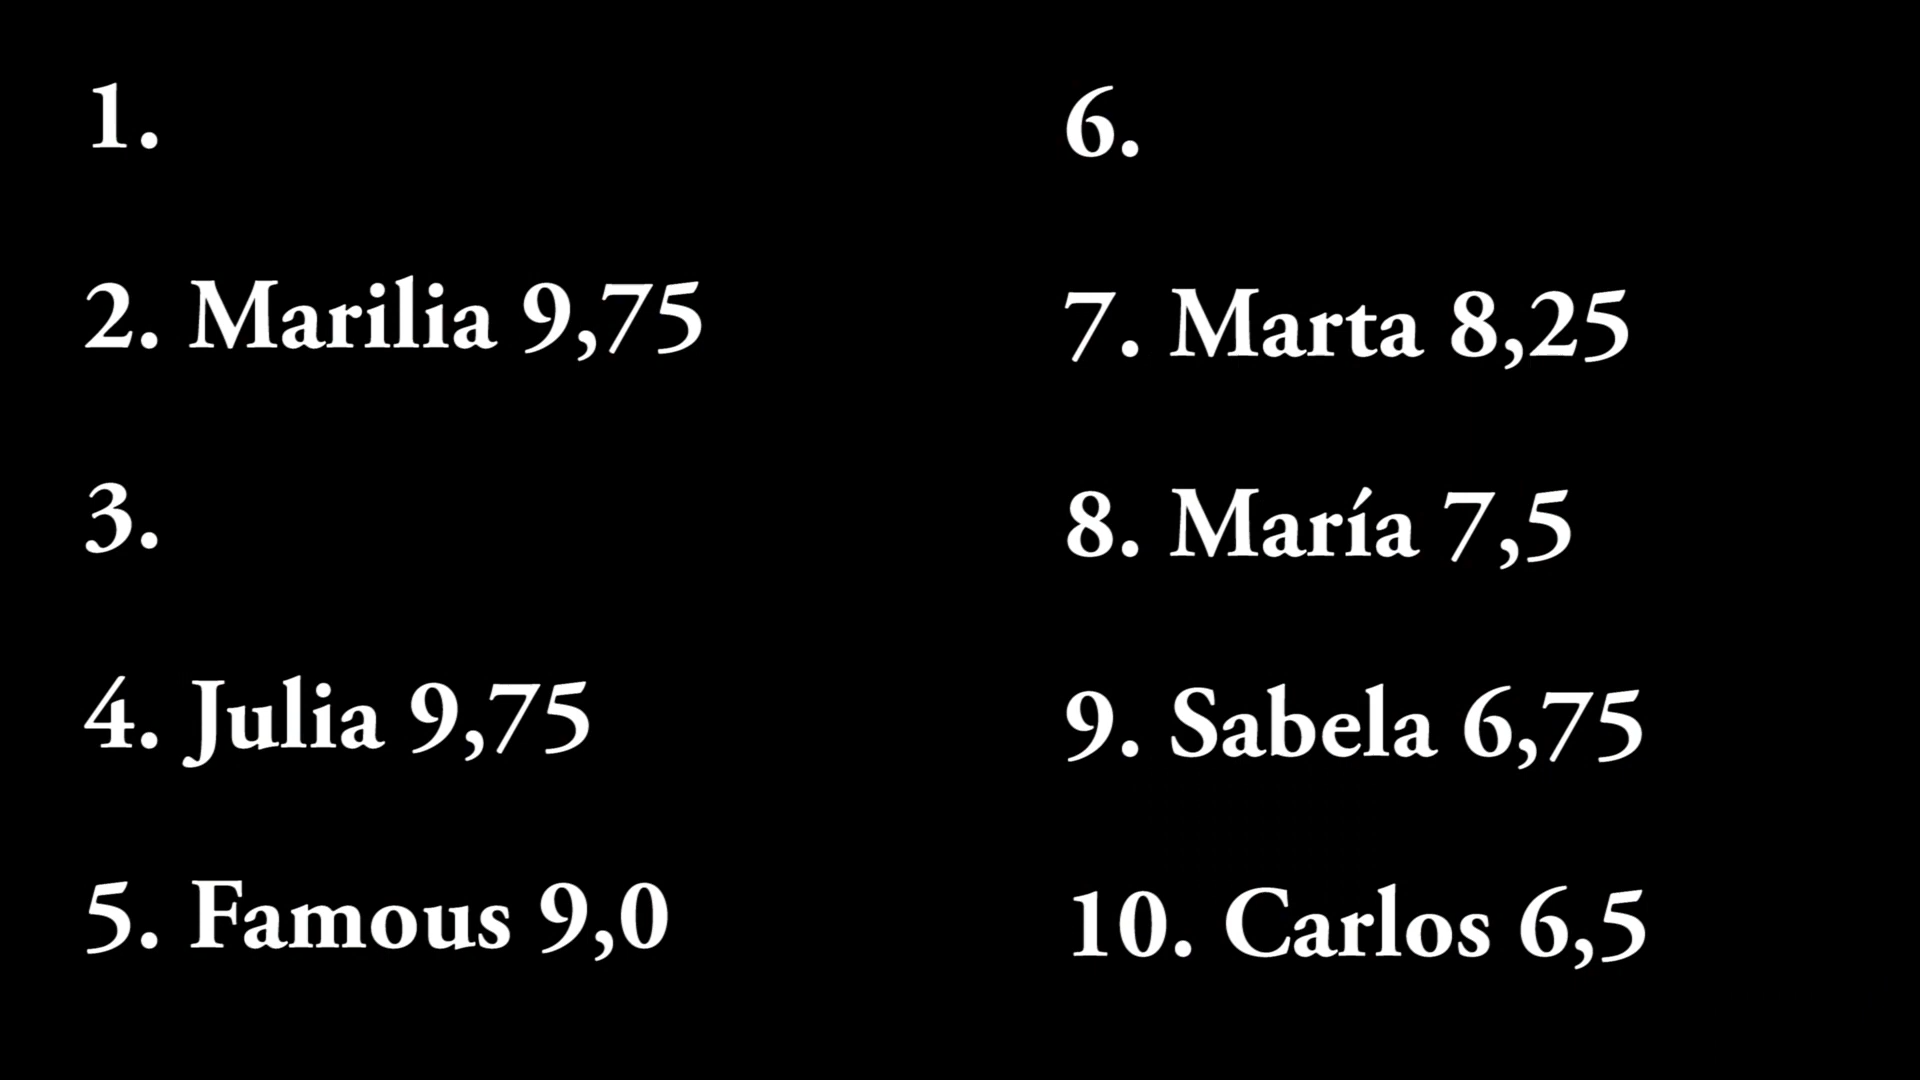 1.
2. Marilia 9,75
3.
4. Julia 9,75
5. Famous 9,0
6.
7. Marta 8,25
8. María 7,5
9. Sabela 6,75
10. Carlos 6,5